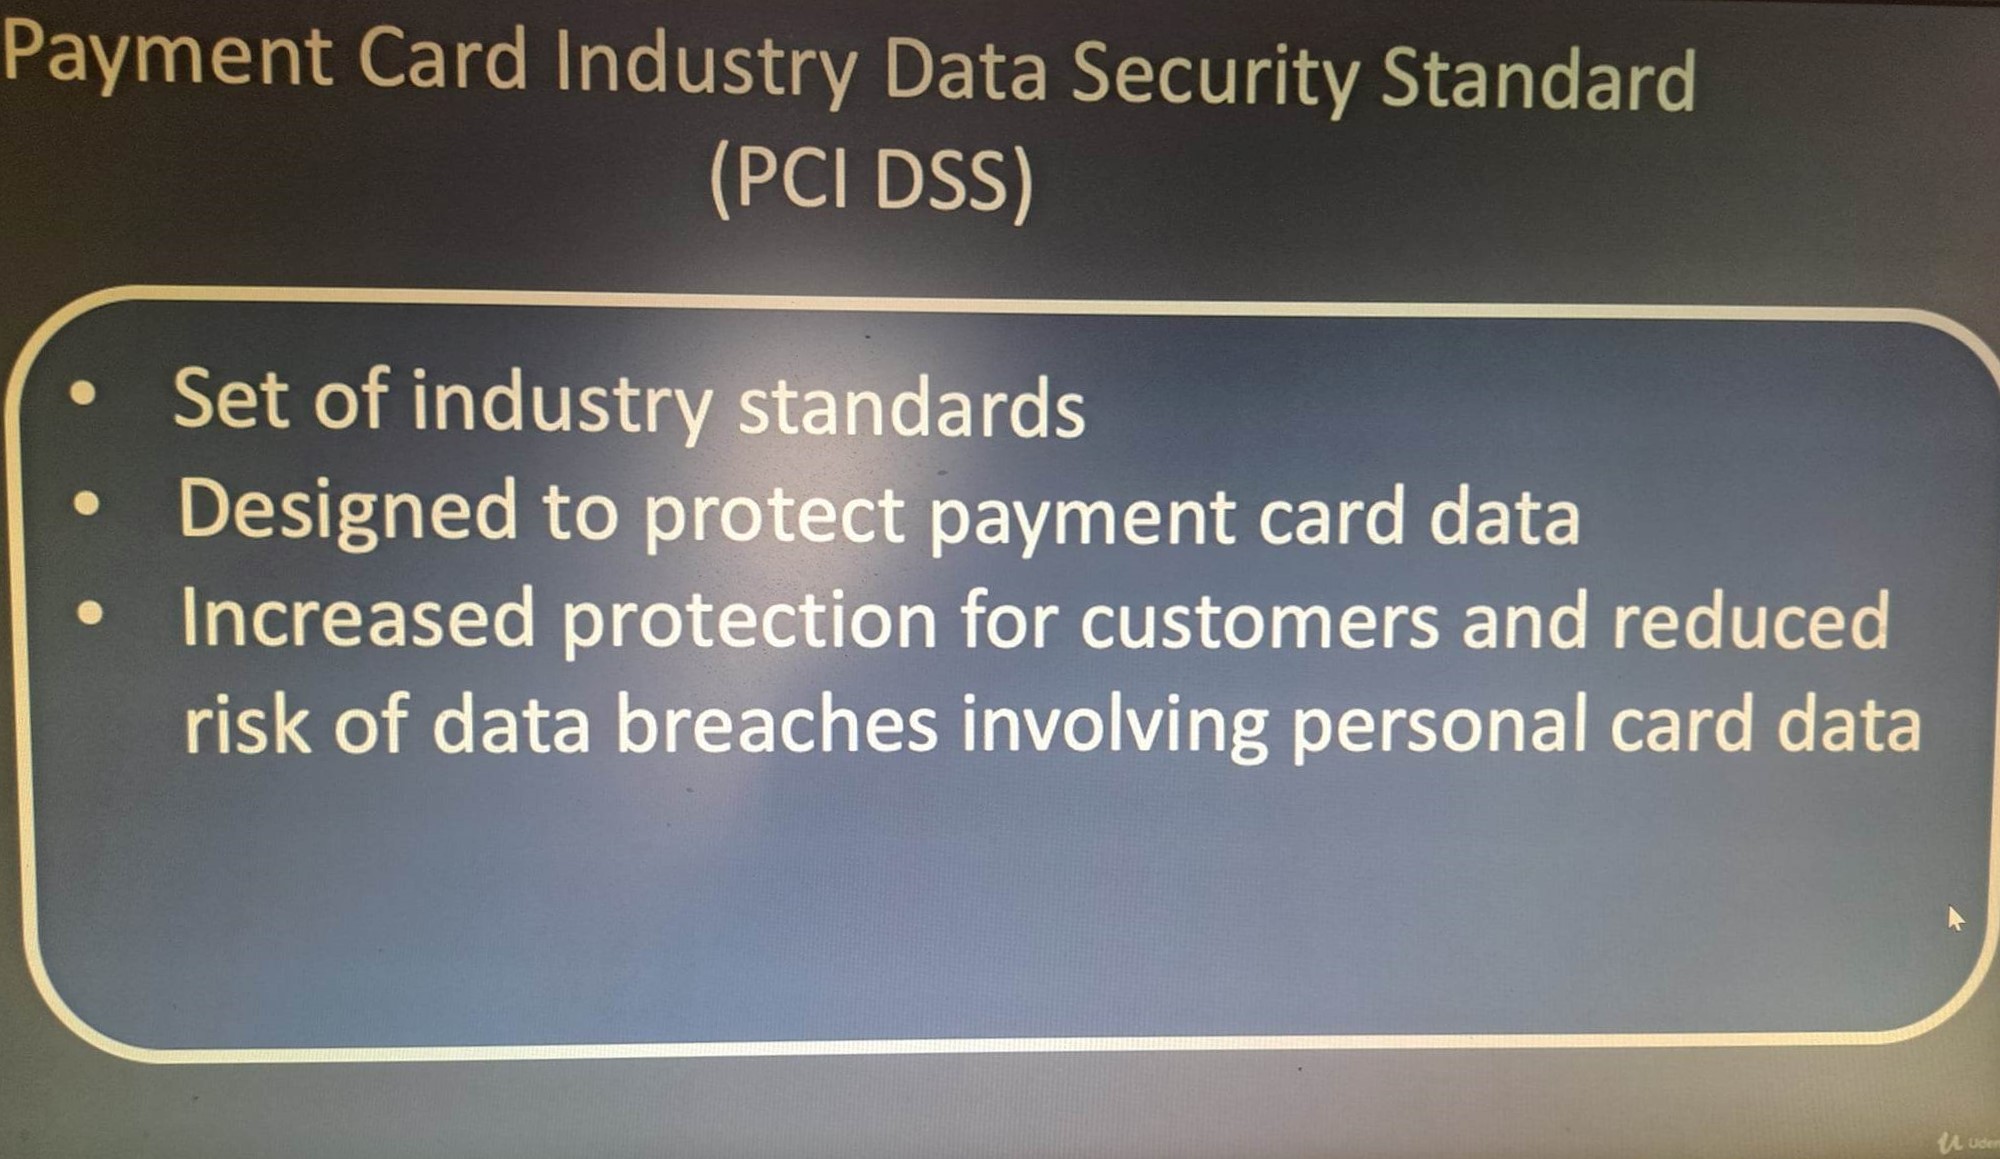 Payment Card Industry Data Security Standard
(PCI DSS)
• Set of industry standards
• Designed to protect payment card data
• Increased protection for customers and reduced
risk of data breaches involving personal card data